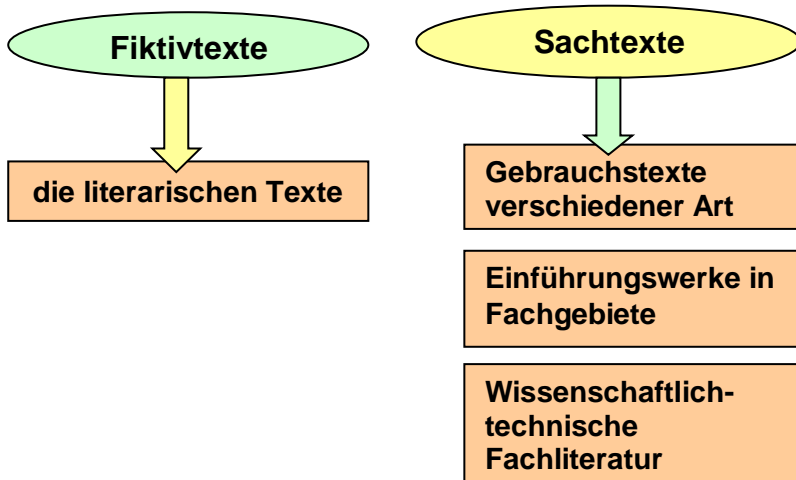 Fiktivtexte
die literarischen Texte
Sachtexte
Gebrauchstexte
verschiedener Art
Einführungswerke in
Fachgebiete
Wissenschaftlich-
technische
Fachliteratur